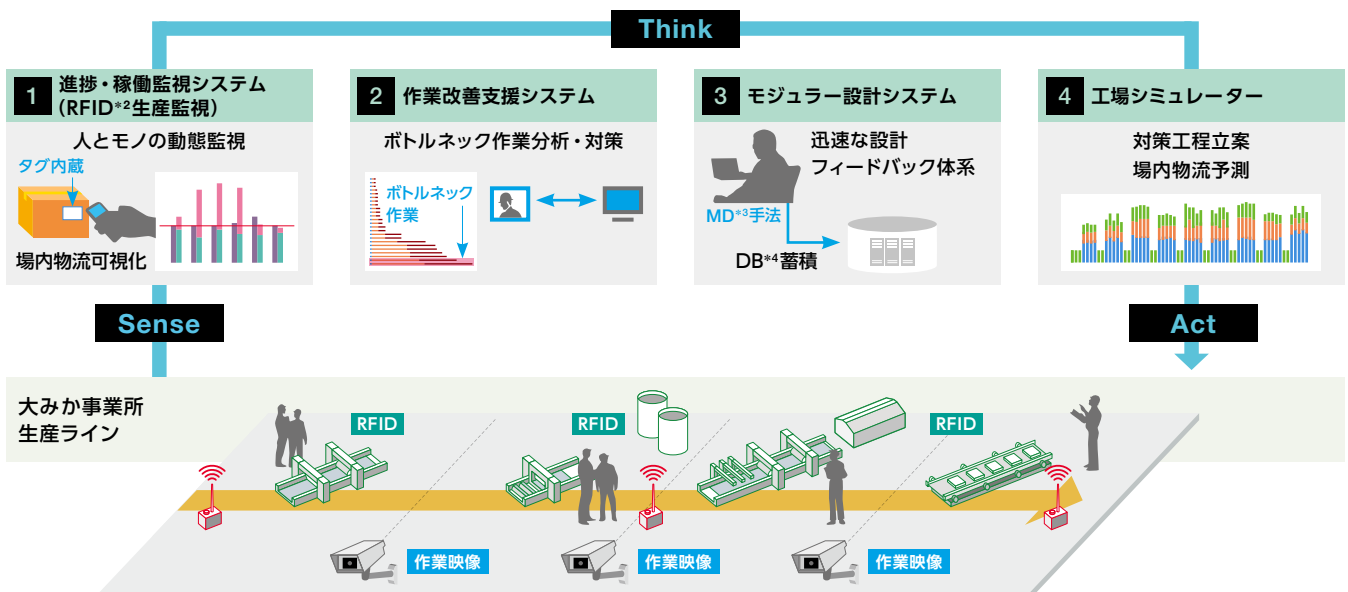 Think
1
進捗・稼働監視システム
(RFID*2生産監視)
人とモノの動態監視
タグ内蔵
場内物流可視化
2
作業改善支援システム
ボトルネック作業分析・対策
ボトルネック
作業
3
モジュラー設計システム
迅速な設計
フィードバック体系
MD*3手法
DB*4蓄積
4
工場シミュレーター
対策工程立案
場内物流予測
Sense
Act
大みか事業所
生産ライン
RFID
RFID
RFID
作業映像
作業映像
作業映像